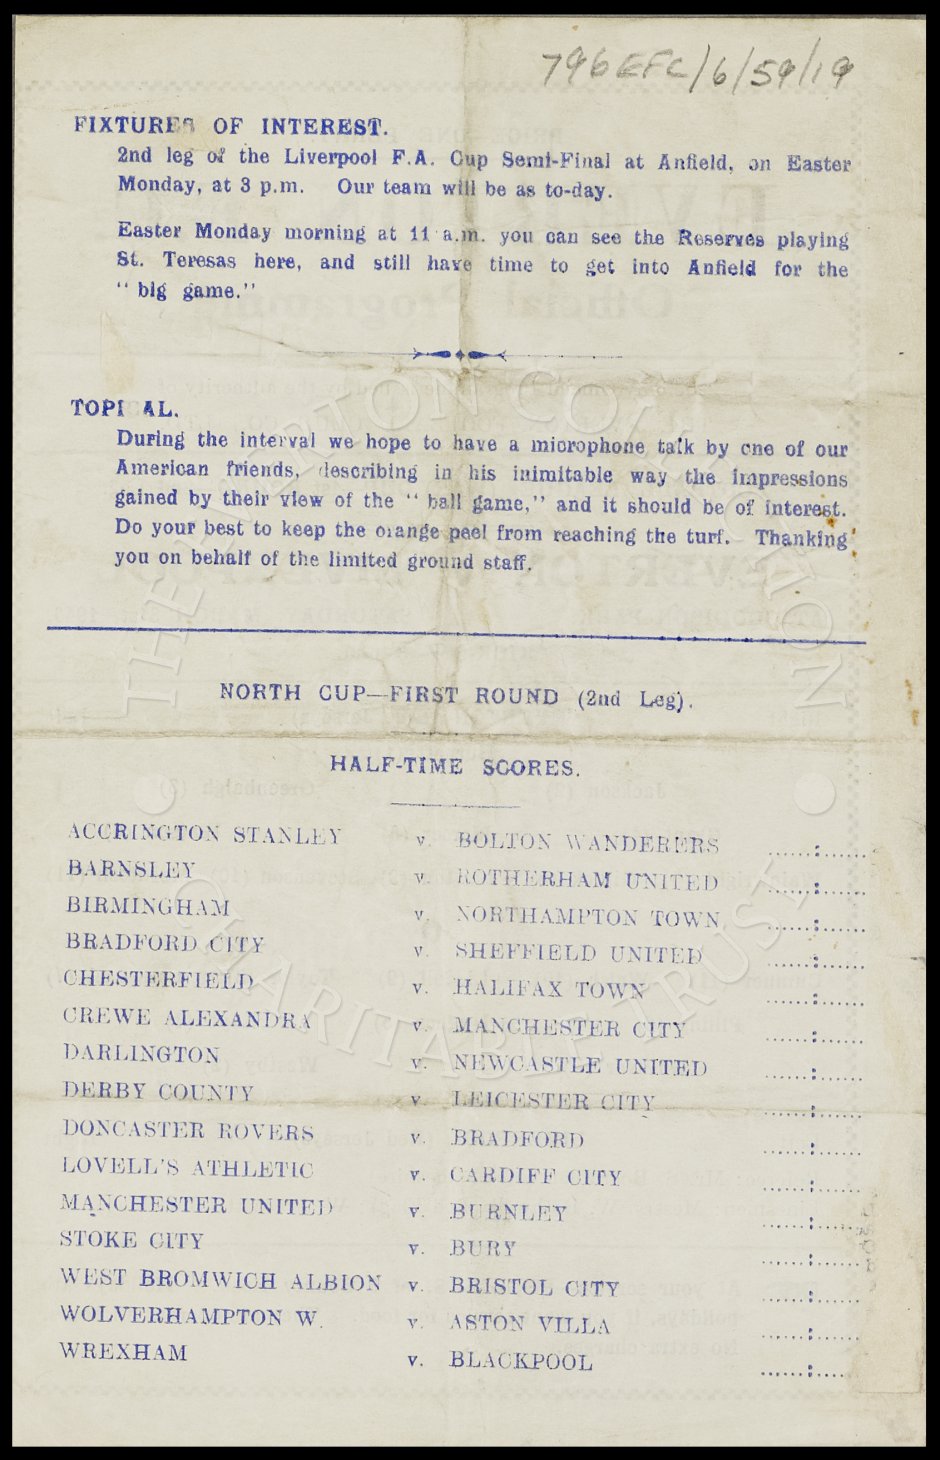 796EFC/6/59/19
FIXTURES OF INTEREST.
2nd leg of the Liverpool F.A. Cup Semi-Final at Anfield, on Easter
Monday, at 3 p.m. Our team will be as to-day.
Easter Monday morning at 11 a.m. you can see the Reserves playing
St. Teresas here, and still have time to get into Anfield for the
“ big game.”
TOPI AL.
During the interval we hope to have a microphone talk by one of our
American friends, describing in his inimitable way the impressions
gained by their view of the “ ball game,” and it should be of interest.
Do your best to keep the orange peel from reaching the turf. Thanking
you on behalf of the limited ground staff.
NORTH CUP—FIRST ROUND (2nd Leg).
HALF-TIME SCORES.
ACCRINGTON STANLEY v. BOLTON WANDERERS ......:......
BARNSLEY v. ROTHERHAM UNITED ......:......
BIRMINGHAM v. NORTHAMPTON TOWN ......:......
BRADFORD CITY v. SHEFFIELD UNITED ......:......
CHESTERFIELD v. HALIFAX TOWN ......:......
CREWE ALEXANDRA v. MANCHESTER CITY ......:......
DARLINGTON v. NEWCASTLE UNITED ......:......
DERBY COUNTY v. LEICESTER CITY ......:......
DONCASTER ROVERS v. BRADFORD ......:......
LOVELL'S ATHLETIC v. CARDIFF CITY ......:......
MANCHESTER UNITED v. BURNLEY ......:......
STOKE CITY v. BURY ......:......
WEST BROMWICH ALBION v. BRISTOL CITY ......:......
WOLVERHAMPTON W. v. ASTON VILLA ......:......
WREXHAM v. BLACKPOOL ......:......
THE EVERTON COLLECTION
CHARITABLE TRUST